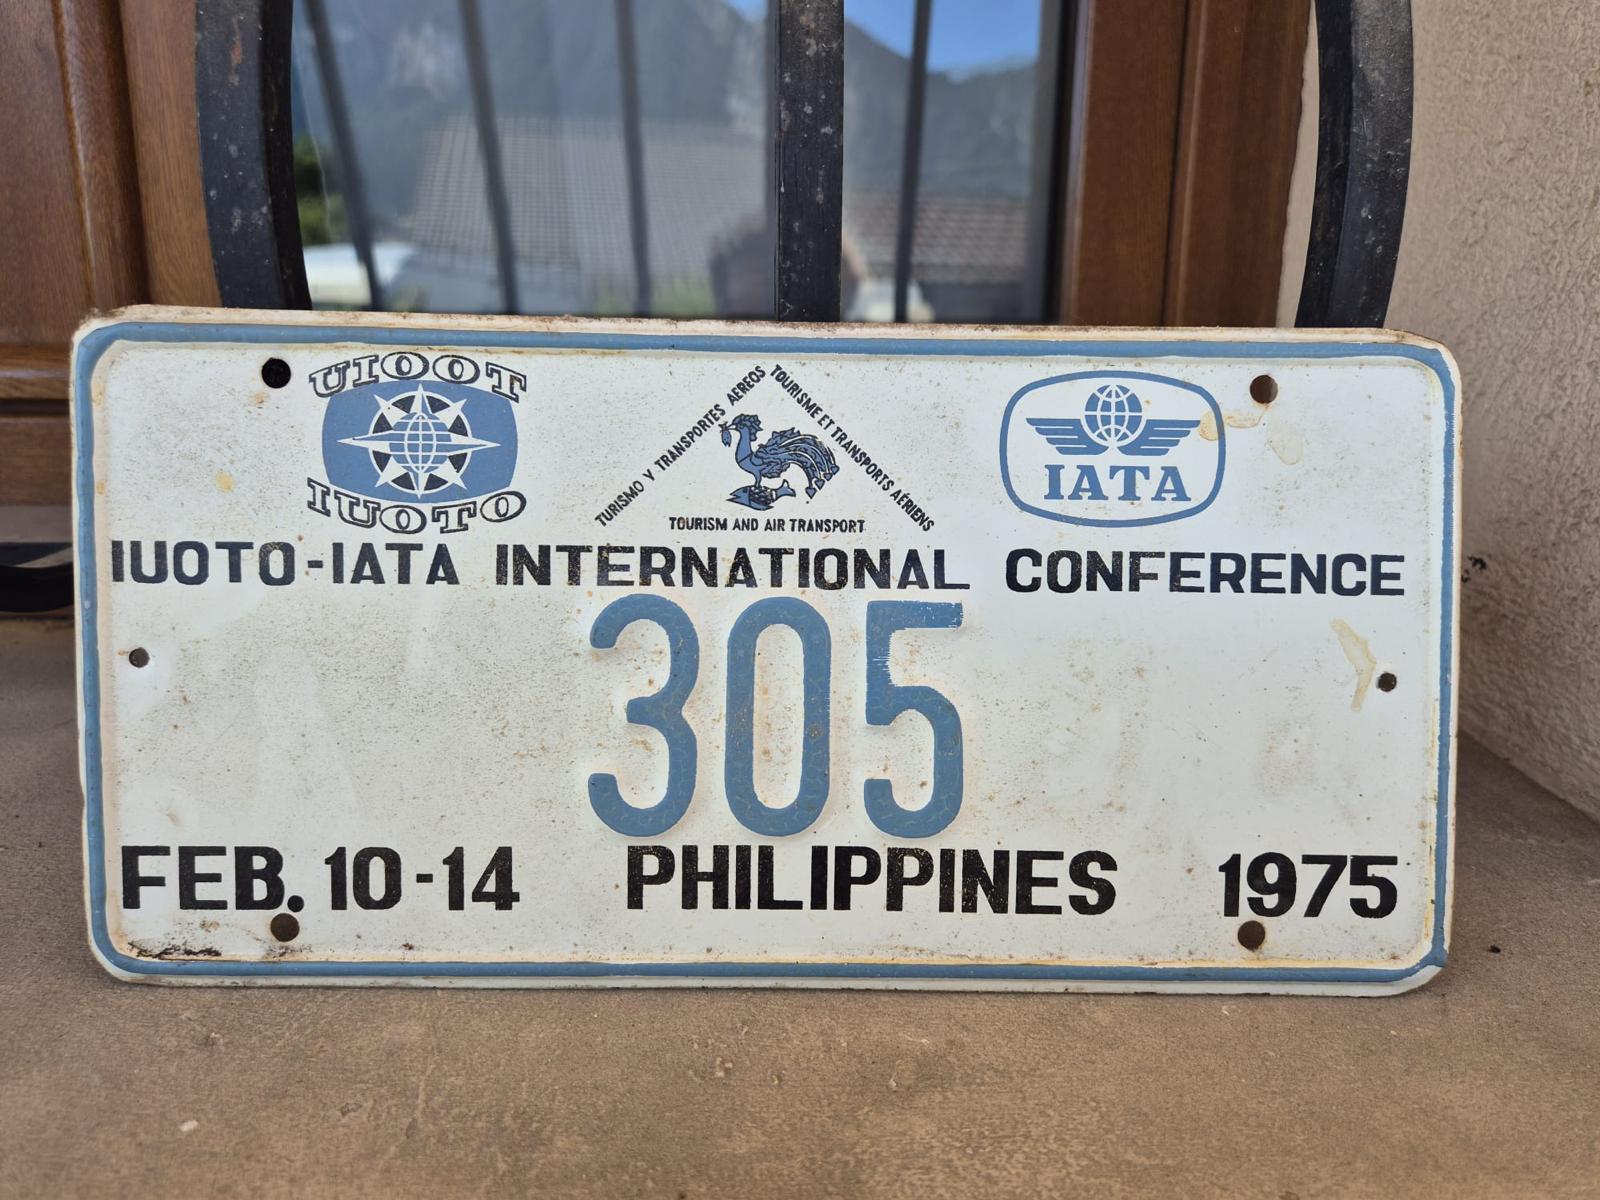 UIOOT
IUOTO
TURISMO Y TRANSPORTES AEREOS
TOURISME ET TRANSPORTS AÉRIENS
TOURISM AND AIR TRANSPORT
IATA
IUOTO-IATA INTERNATIONAL CONFERENCE
305
FEB. 10-14 PHILIPPINES 1975